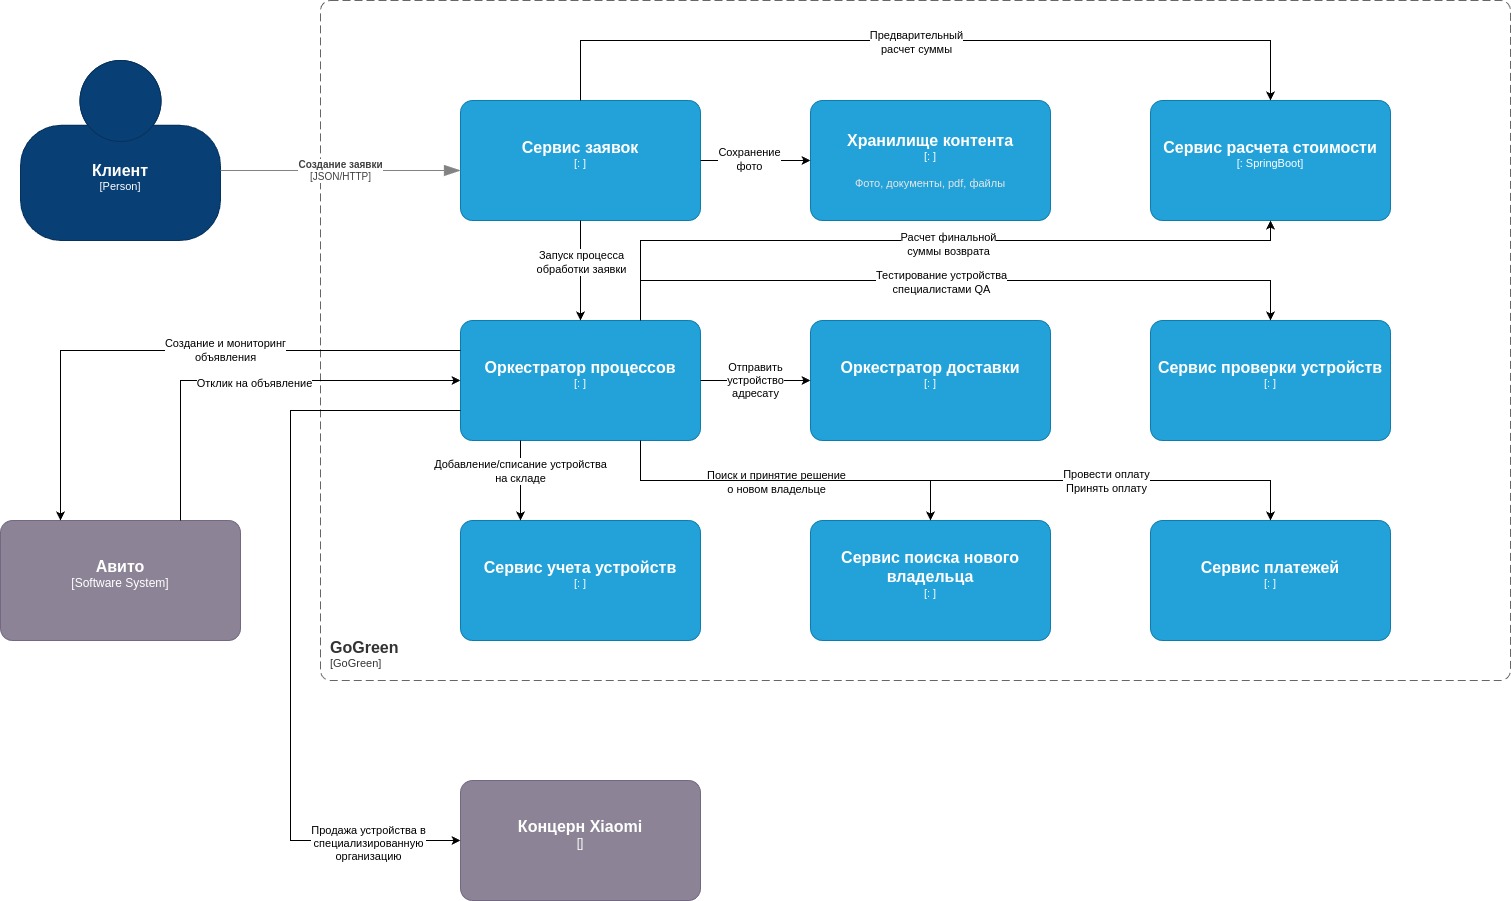 Предварительный
расчет суммы
Клиент
[Person]
Создание заявки
[JSON/HTTP]
Сервис заявок
[: ]
Сохранение
фото
Хранилище контента
[: ]
Фото, документы, pdf, файлы
Сервис расчета стоимости
[: SpringBoot]
Запуск процесса
обработки заявки
Расчет финальной
суммы возврата
Тестирование устройства
специалистами QA
Создание и мониторинг
объявления
Отклик на объявление
Оркестратор процессов
[: ]
Отправить
устройство
адресату
Оркестратор доставки
[: ]
Сервис проверки устройств
[: ]
Добавление/списание устройства
на складе
Поиск и принятие решение
о новом владельце
Провести оплату
Принять оплату
Авито
[Software System]
Сервис учета устройств
[: ]
Сервис поиска нового
владельца
[: ]
Сервис платежей
[: ]
GoGreen
[GoGreen]
Продажа устройства в
специализированную
организацию
Концерн Xiaomi
[]